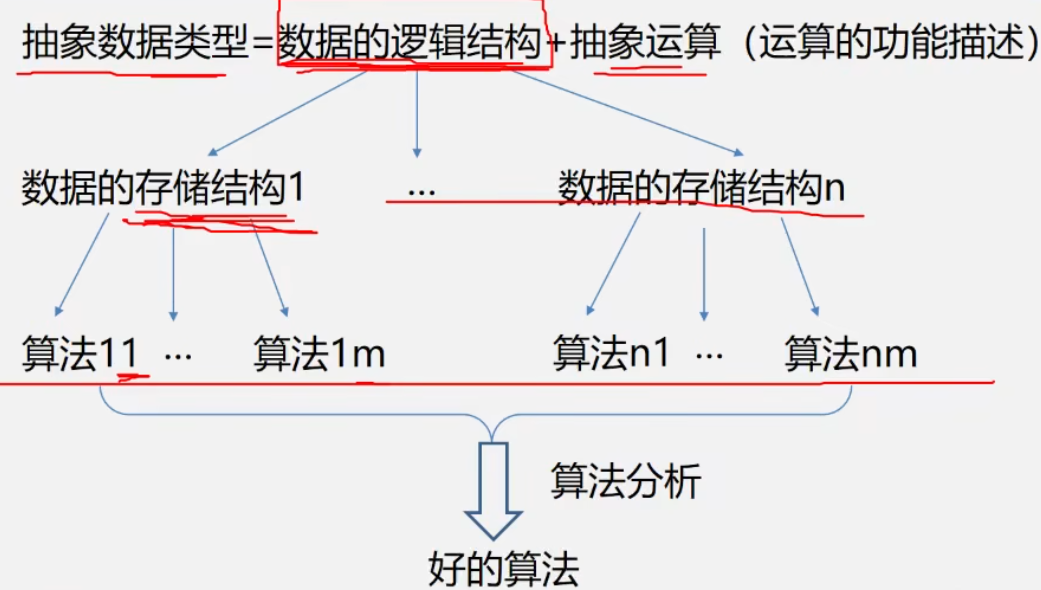 抽象数据类型=数据的逻辑结构+抽象运算（运算的功能描述）
数据的存储结构1 ... 数据的存储结构n
算法11 ... 算法1m 算法n1 ... 算法nm
算法分析
好的算法